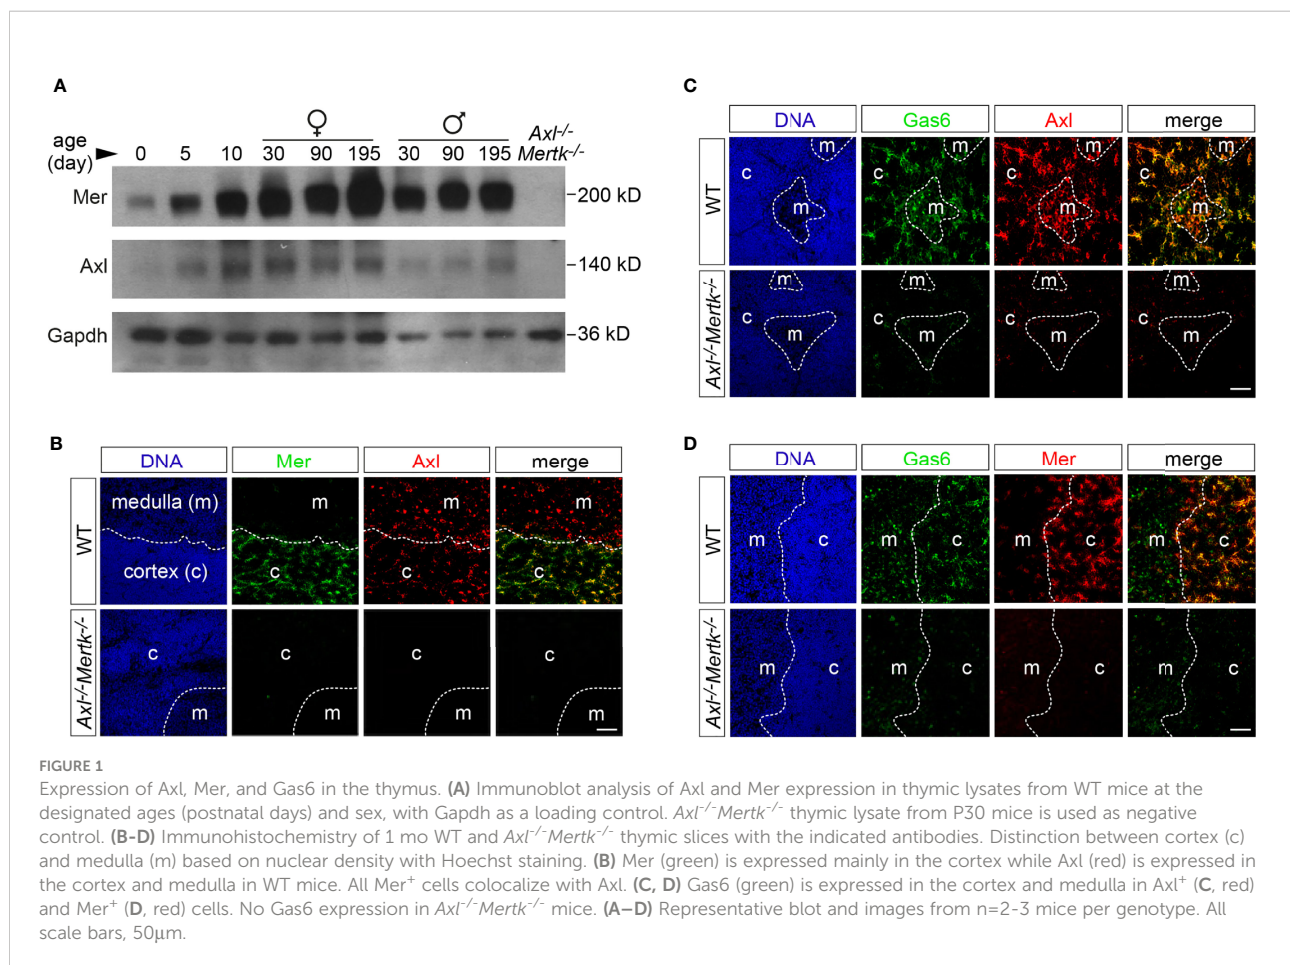 A
♀ ♂ Axl-/-
age (day) 0 5 10 30 90 195 30 90 195 Mertk-/-
Mer 200 kD
Axl 140 kD
Gapdh 36 kD
B
DNA Mer Axl merge
WT
medulla (m) m m m
cortex (c) c c c
Axl-/-Mertk-/-
c c c c
m m m m
C
DNA Gas6 Axl merge
WT
m m m m
c
m m m m
Axl-/-Mertk-/-
m m m m
c c c c
m m m m
D
DNA Gas6 Mer merge
WT
m c m c m c m c
Axl-/-Mertk-/-
m c m c m c m c
FIGURE 1
Expression of Axl, Mer, and Gas6 in the thymus. (A) Immunoblot analysis of Axl and Mer expression in thymic lysates from WT mice at the
designated ages (postnatal days) and sex, with Gapdh as a loading control. Axl-/-Mertk-/- thymic lysate from P30 mice is used as negative
control. (B-D) Immunohistochemistry of 1 mo WT and Axl-/-Mertk-/- thymic slices with the indicated antibodies. Distinction between cortex (c)
and medulla (m) based on nuclear density with Hoechst staining. (B) Mer (green) is expressed mainly in the cortex while Axl (red) is expressed in
the cortex and medulla in WT mice. All Mer+ cells colocalize with Axl. (C, D) Gas6 (green) is expressed in the cortex and medulla in Axl+ (C, red)
and Mer+ (D, red) cells. No Gas6 expression in Axl-/-Mertk-/- mice. (A–D) Representative blot and images from n=2-3 mice per genotype. All
scale bars, 50μm.